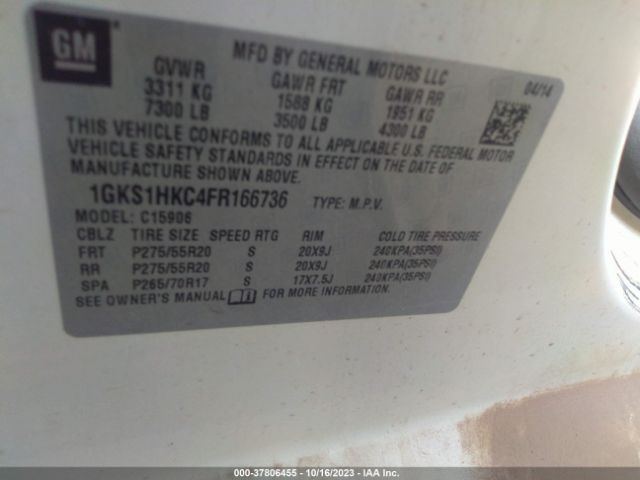 GM
MFD BY GENERAL MOTORS LLC
04/14
GVWR GAWR FRT GAWR RR
3311 KG 1588 KG 1951 KG
7300 LB 3500 LB 4300 LB
THIS VEHICLE CONFORMS TO ALL APPLICABLE U.S. FEDERAL MOTOR
VEHICLE SAFETY STANDARDS IN EFFECT ON THE DATE OF
MANUFACTURE SHOWN ABOVE.
1GKS1HKC4FR166736 TYPE: M.P.V.
MODEL: C15906
CBLZ TIRE SIZE SPEED RTG RIM COLD TIRE PRESSURE
FRT P275/55R20 S 20X9J 240KPA(35PSI)
RR P275/55R20 S 20X9J 240KPA(35PSI)
SPA P265/70R17 S 17X7.5J 240KPA(35PSI)
SEE OWNER'S MANUAL FOR MORE INFORMATION.
000-37806455 - 10/16/2023 - IAA Inc.